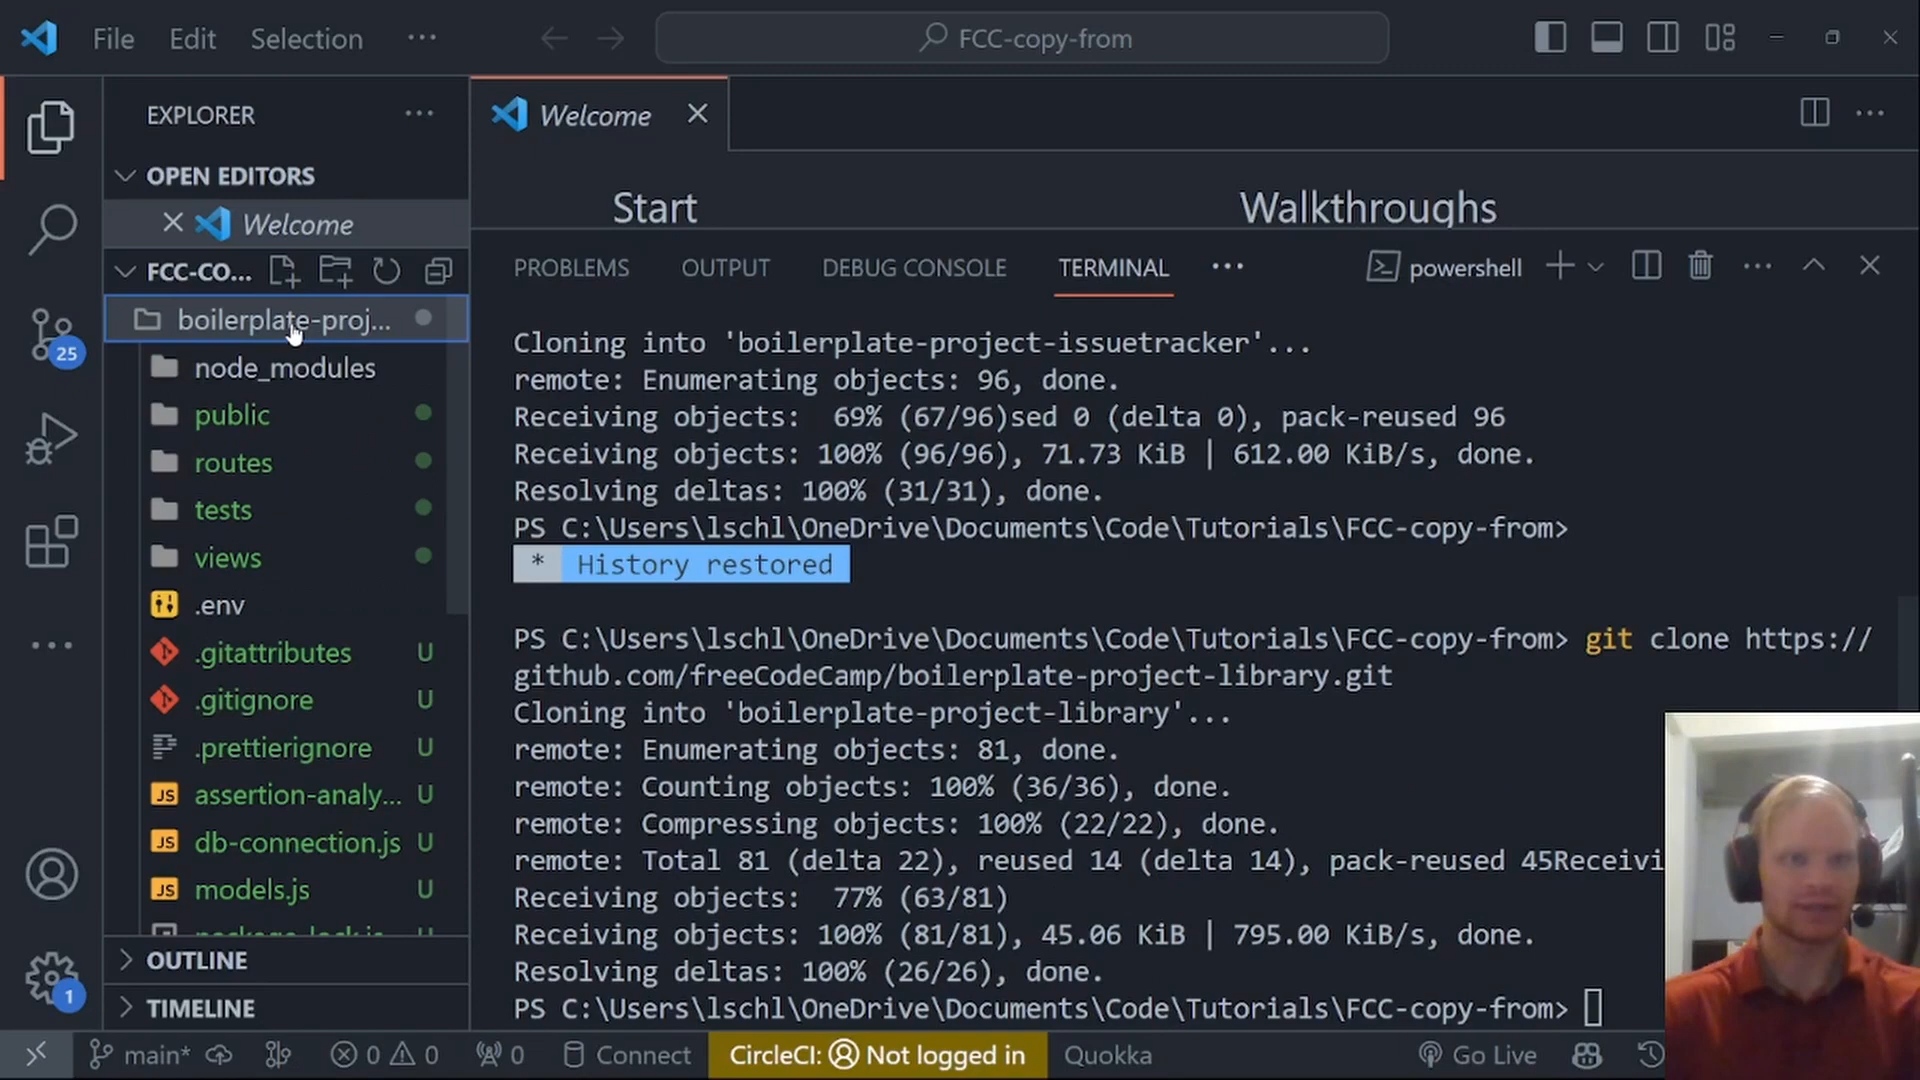 File Edit Selection ···
FCC-copy-from
EXPLORER ···
OPEN EDITORS
Welcome
FCC-CO...
boilerplate-proj...
node_modules
public
routes
tests
views
.env
.gitattributes U
.gitignore U
.prettierignore U
assertion-analy... U
db-connection.js U
models.js U
OUTLINE
TIMELINE
25
1
Welcome
Start Walkthroughs
PROBLEMS OUTPUT DEBUG CONSOLE TERMINAL ··· powershell
Cloning into 'boilerplate-project-issuetracker'...
remote: Enumerating objects: 96, done.
Receiving objects:  69% (67/96)sed 0 (delta 0), pack-reused 96
Receiving objects: 100% (96/96), 71.73 KiB | 612.00 KiB/s, done.
Resolving deltas: 100% (31/31), done.
PS C:\Users\lschl\OneDrive\Documents\Code\Tutorials\FCC-copy-from>
* History restored
PS C:\Users\lschl\OneDrive\Documents\Code\Tutorials\FCC-copy-from> git clone https://
github.com/freeCodeCamp/boilerplate-project-library.git
Cloning into 'boilerplate-project-library'...
remote: Enumerating objects: 81, done.
remote: Counting objects: 100% (36/36), done.
remote: Compressing objects: 100% (22/22), done.
remote: Total 81 (delta 22), reused 14 (delta 14), pack-reused 45Receivi
Receiving objects:  77% (63/81)
Receiving objects: 100% (81/81), 45.06 KiB | 795.00 KiB/s, done.
Resolving deltas: 100% (26/26), done.
PS C:\Users\lschl\OneDrive\Documents\Code\Tutorials\FCC-copy-from>
main* 0 0 0 Connect CircleCI: Not logged in Quokka Go Live